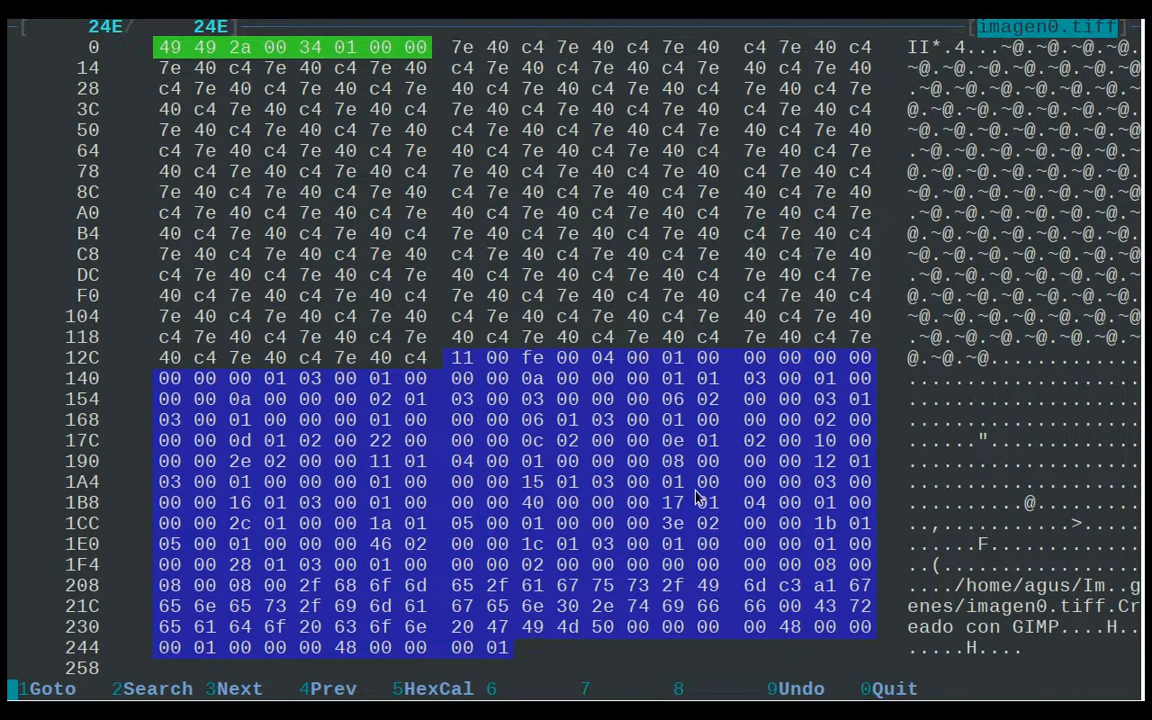 24E/ 24E imagen0.tiff
0 49 49 2a 00 34 01 00 00 7e 40 c4 7e 40 c4 7e 40 c4 7e 40 c4 II*.4...~@.~@.~@.~@.
14 7e 40 c4 7e 40 c4 7e 40 c4 7e 40 c4 7e 40 c4 7e 40 c4 7e 40 ~@.~@.~@.~@.~@.~@.~@
28 c4 7e 40 c4 7e 40 c4 7e 40 c4 7e 40 c4 7e 40 c4 7e 40 c4 7e .~@.~@.~@.~@.~@.~@.~
3C 40 c4 7e 40 c4 7e 40 c4 7e 40 c4 7e 40 c4 7e 40 c4 7e 40 c4 @.~@.~@.~@.~@.~@.~@.
50 7e 40 c4 7e 40 c4 7e 40 c4 7e 40 c4 7e 40 c4 7e 40 c4 7e 40 ~@.~@.~@.~@.~@.~@.~@
64 c4 7e 40 c4 7e 40 c4 7e 40 c4 7e 40 c4 7e 40 c4 7e 40 c4 7e .~@.~@.~@.~@.~@.~@.~
78 40 c4 7e 40 c4 7e 40 c4 7e 40 c4 7e 40 c4 7e 40 c4 7e 40 c4 @.~@.~@.~@.~@.~@.~@.
8C 7e 40 c4 7e 40 c4 7e 40 c4 7e 40 c4 7e 40 c4 7e 40 c4 7e 40 ~@.~@.~@.~@.~@.~@.~@
A0 c4 7e 40 c4 7e 40 c4 7e 40 c4 7e 40 c4 7e 40 c4 7e 40 c4 7e .~@.~@.~@.~@.~@.~@.~
B4 40 c4 7e 40 c4 7e 40 c4 7e 40 c4 7e 40 c4 7e 40 c4 7e 40 c4 @.~@.~@.~@.~@.~@.~@.
C8 7e 40 c4 7e 40 c4 7e 40 c4 7e 40 c4 7e 40 c4 7e 40 c4 7e 40 ~@.~@.~@.~@.~@.~@.~@
DC c4 7e 40 c4 7e 40 c4 7e 40 c4 7e 40 c4 7e 40 c4 7e 40 c4 7e .~@.~@.~@.~@.~@.~@.~
F0 40 c4 7e 40 c4 7e 40 c4 7e 40 c4 7e 40 c4 7e 40 c4 7e 40 c4 @.~@.~@.~@.~@.~@.~@.
104 7e 40 c4 7e 40 c4 7e 40 c4 7e 40 c4 7e 40 c4 7e 40 c4 7e 40 ~@.~@.~@.~@.~@.~@.~@
118 c4 7e 40 c4 7e 40 c4 7e 40 c4 7e 40 c4 7e 40 c4 7e 40 c4 7e .~@.~@.~@.~@.~@.~@.~
12C 40 c4 7e 40 c4 7e 40 c4 11 00 fe 00 04 00 01 00 00 00 00 00 @.~@.~@.............
140 00 00 00 01 03 00 01 00 00 00 0a 00 00 00 01 01 03 00 01 00 ....................
154 00 00 0a 00 00 00 02 01 03 00 03 00 00 00 06 02 00 00 03 01 ....................
168 03 00 01 00 00 00 01 00 00 00 06 01 03 00 01 00 00 00 02 00 ....................
17C 00 00 0d 01 02 00 22 00 00 00 0c 02 00 00 0e 01 02 00 10 00 ......".............
190 00 00 2e 02 00 00 11 01 04 00 01 00 00 00 08 00 00 00 12 01 ....................
1A4 03 00 01 00 00 00 01 00 00 00 15 01 03 00 01 00 00 00 03 00 ....................
1B8 00 00 16 01 03 00 01 00 00 00 40 00 00 00 17 01 04 00 01 00 ..........@.........
1CC 00 00 2c 01 00 00 1a 01 05 00 01 00 00 00 3e 02 00 00 1b 01 ..,...........>.....
1E0 05 00 01 00 00 00 46 02 00 00 1c 01 03 00 01 00 00 00 01 00 ......F.............
1F4 00 00 28 01 03 00 01 00 00 00 02 00 00 00 00 00 00 00 08 00 ..(.................
208 08 00 08 00 2f 68 6f 6d 65 2f 61 67 75 73 2f 49 6d c3 a1 67 ..../home/agus/Im..g
21C 65 6e 65 73 2f 69 6d 61 67 65 6e 30 2e 74 69 66 66 00 43 72 enes/imagen0.tiff.Cr
230 65 61 64 6f 20 63 6f 6e 20 47 49 4d 50 00 00 00 00 48 00 00 eado con GIMP....H..
244 00 01 00 00 00 48 00 00 00 01 .....H....
258
1Goto 2Search 3Next 4Prev 5HexCal 6 7 8 9Undo 0Quit